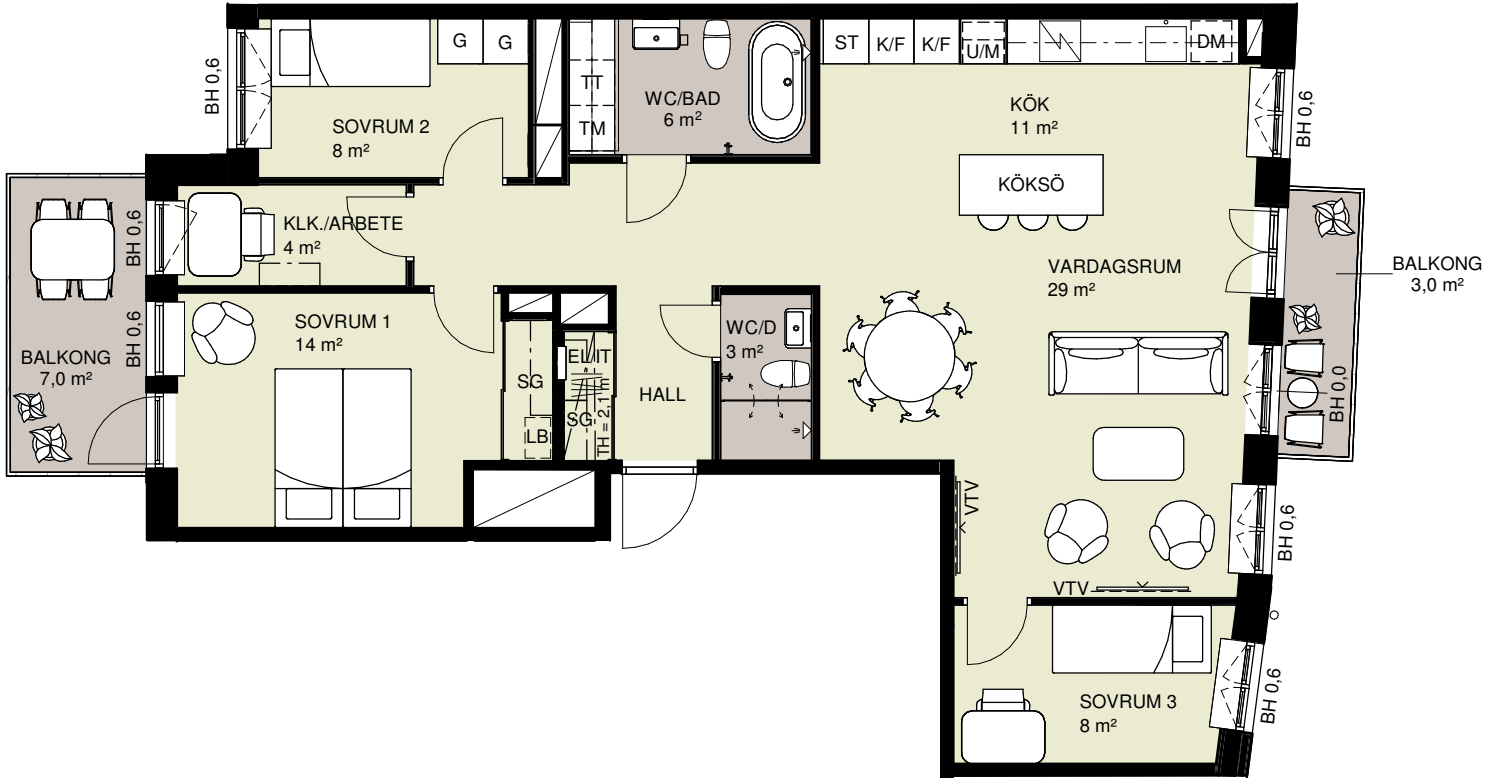 BH 0,6
G
G
SOVRUM 2
8 m²
TT
TM
WC/BAD
6 m²
ST
K/F
K/F
U/M
DM
KÖK
11 m²
BH 0,6
KÖKSÖ
BH 0,6
KLK./ARBETE
4 m²
VARDAGSRUM
29 m²
BALKONG
3,0 m²
BALKONG
7,0 m²
BH 0,6
SOVRUM 1
14 m²
SG
LB
EL/IT
SG
TH = 2,1 m
HALL
WC/D
3 m²
BH 0,0
VTV
BH 0,6
VTV
SOVRUM 3
8 m²
BH 0,6